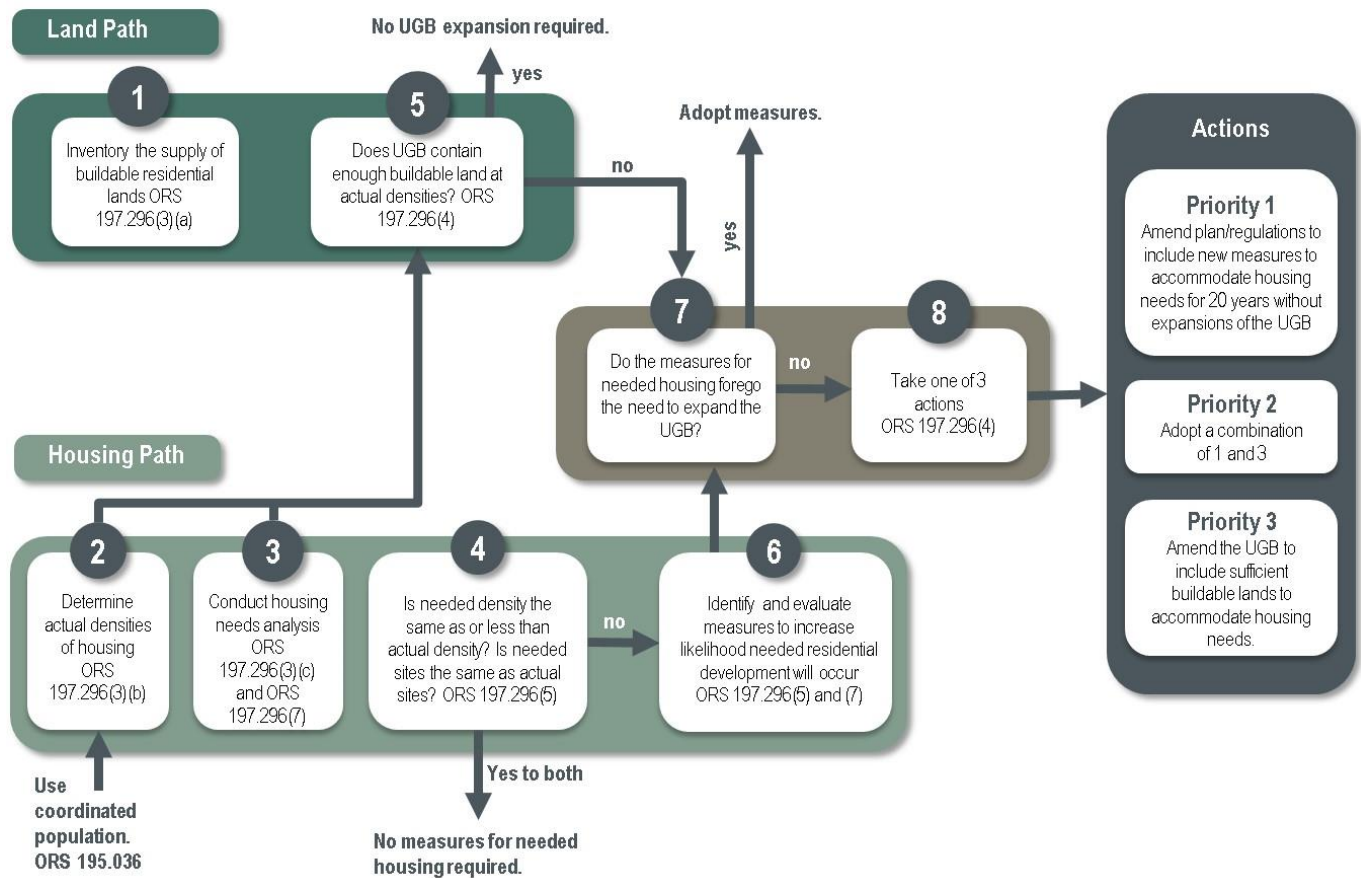 Land Path
No UGB expansion required.
yes
1
Inventory the supply of
buildable residential
lands ORS
197.296(3)(a)
5
Does UGB contain
enough buildable land at
actual densities? ORS
197.296(4)
no
Adopt measures.
yes
7
Do the measures for
needed housing forego
the need to expand the
UGB?
no
8
Take one of 3
actions
ORS 197.296(4)
Actions
Priority 1
Amend plan/regulations to
include new measures to
accommodate housing
needs for 20 years without
expansions of the UGB
Priority 2
Adopt a combination
of 1 and 3
Priority 3
Amend the UGB to
include sufficient
buildable lands to
accommodate housing
needs.
Housing Path
2
Determine
actual densities
of housing
ORS
197.296(3)(b)
3
Conduct housing
needs analysis
ORS
197.296(3)(c)
and ORS
197.296(7)
4
Is needed density the
same as or less than
actual density? Is needed
sites the same as actual
sites? ORS 197.296(5)
no
6
Identify and evaluate
measures to increase
likelihood needed residential
development will occur
ORS 197.296(5) and (7)
Use
coordinated
population.
ORS 195.036
Yes to both
No measures for needed
housing required.